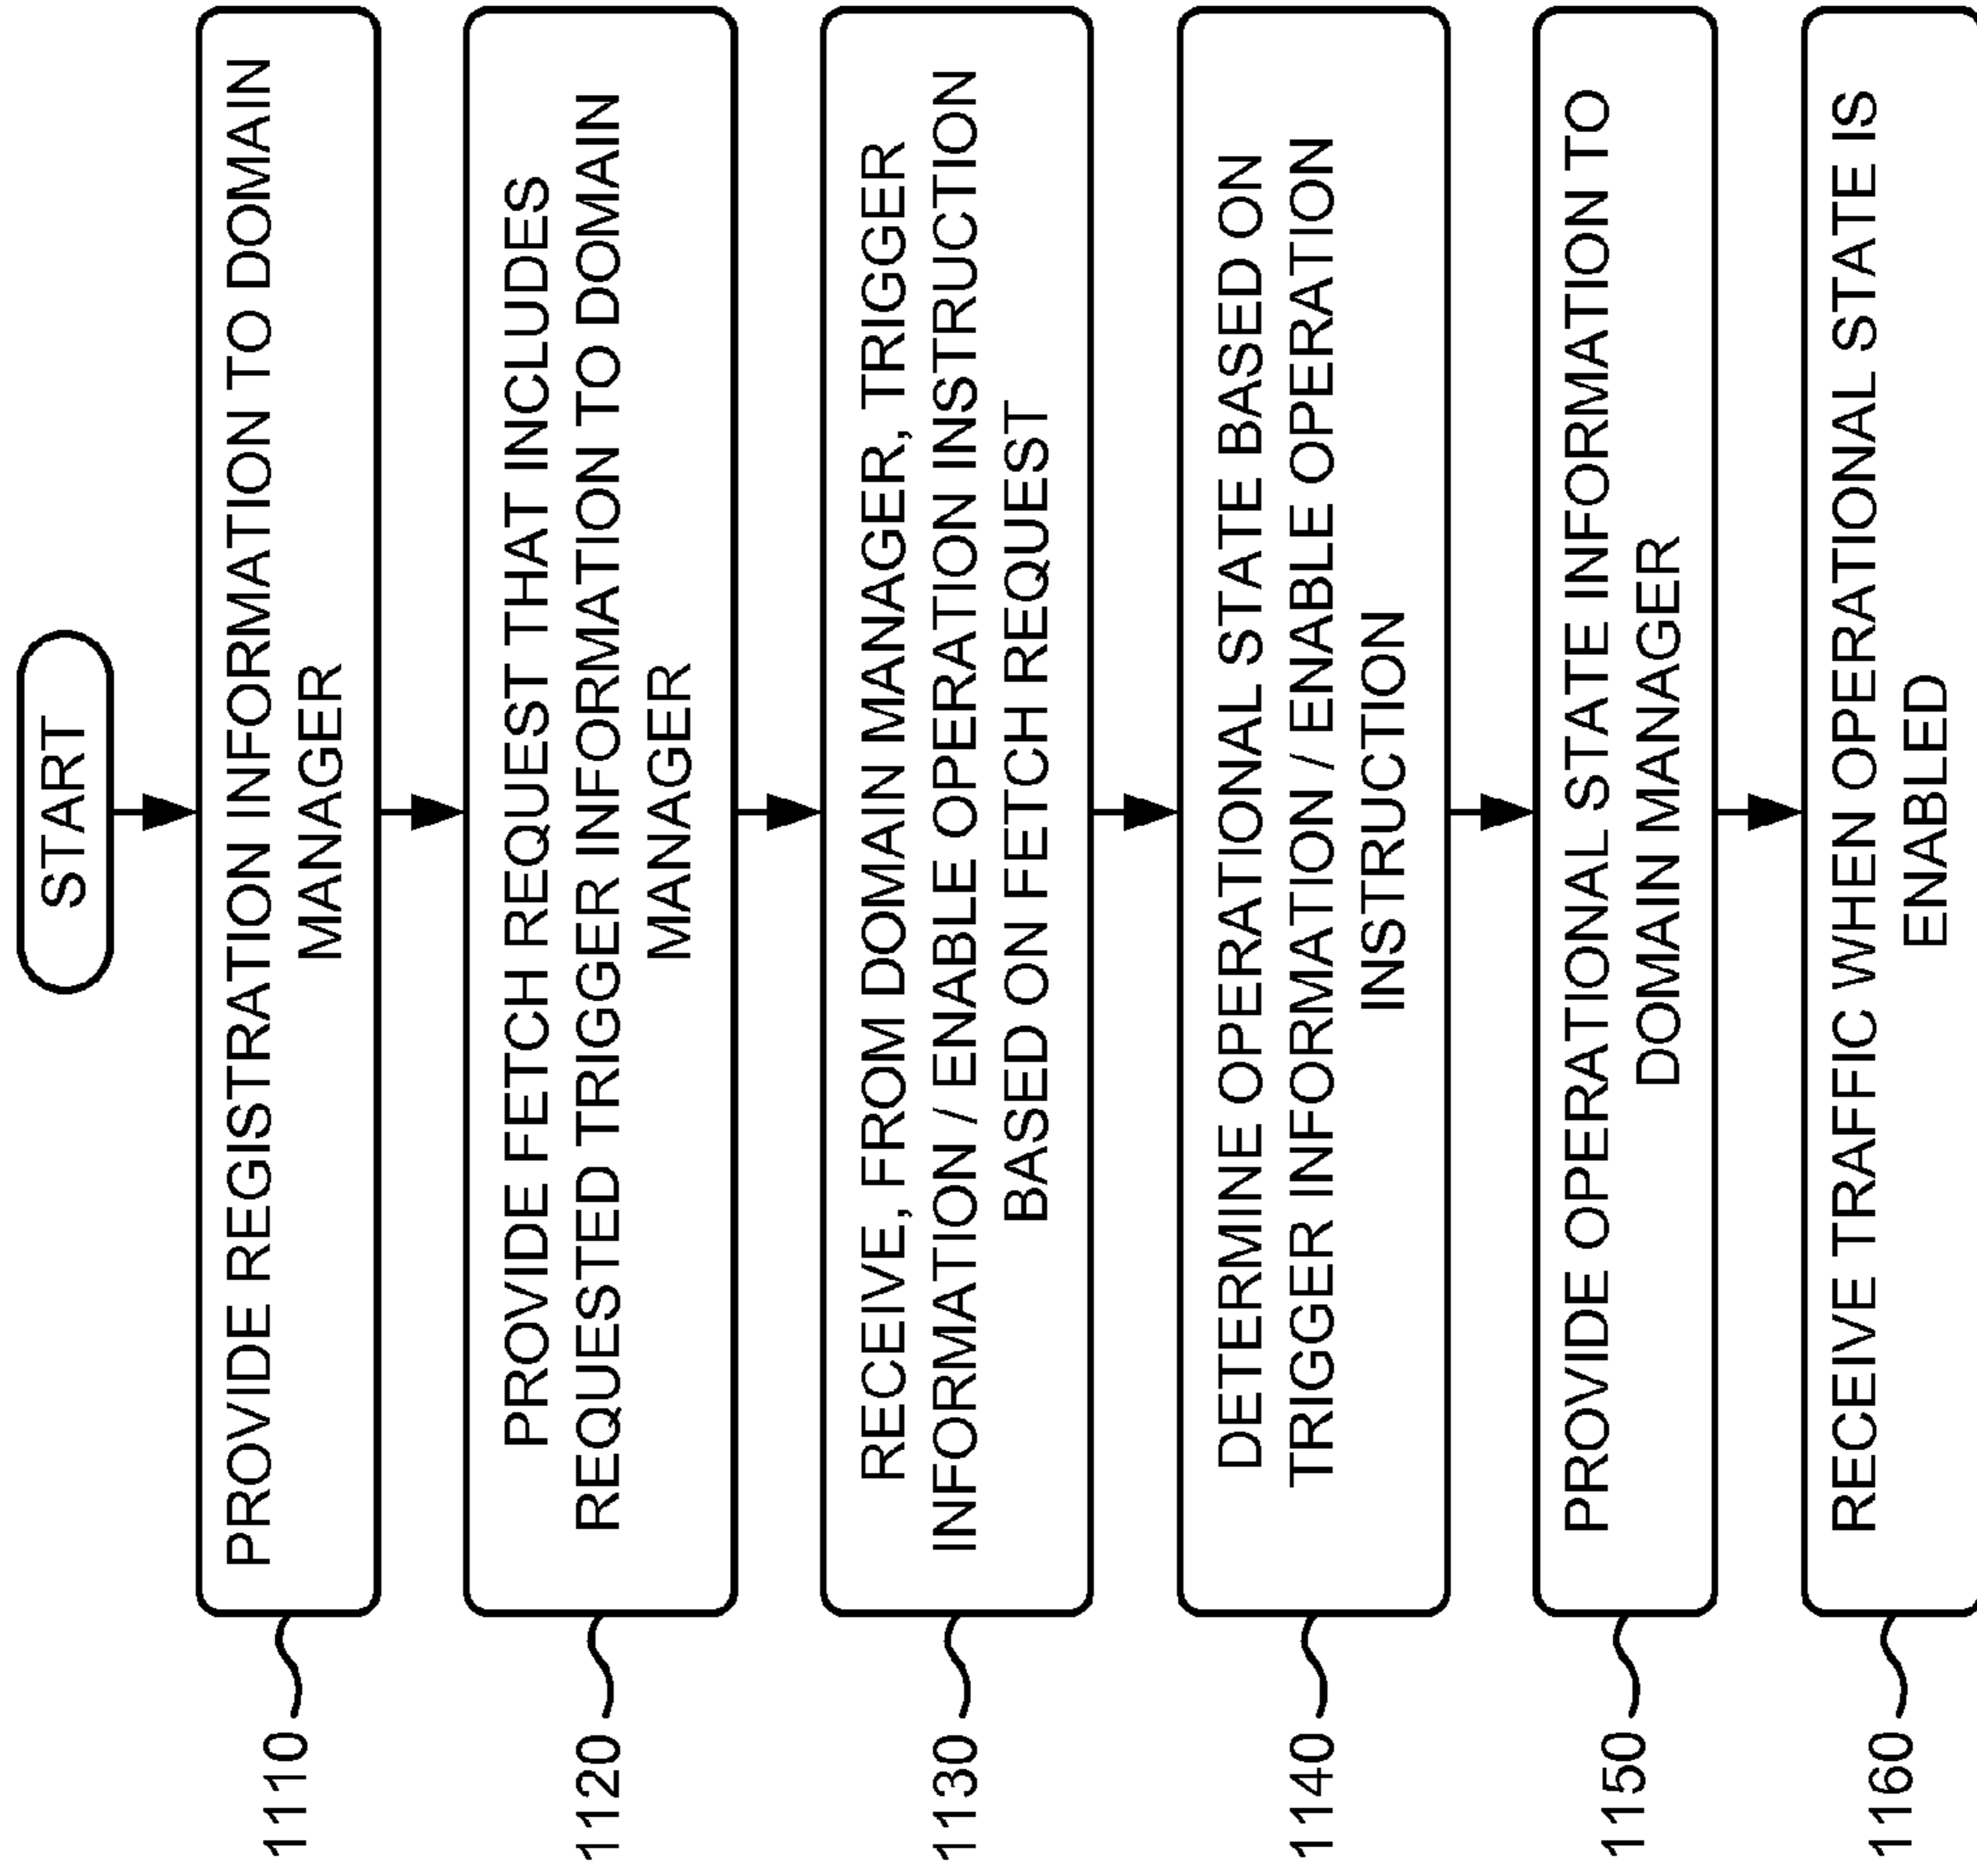 START
1110
PROVIDE REGISTRATION INFORMATION TO DOMAIN
MANAGER
1120
PROVIDE FETCH REQUEST THAT INCLUDES
REQUESTED TRIGGER INFORMATION TO DOMAIN
MANAGER
1130
RECEIVE, FROM DOMAIN MANAGER, TRIGGER
INFORMATION / ENABLE OPERATION INSTRUCTION
BASED ON FETCH REQUEST
1140
DETERMINE OPERATIONAL STATE BASED ON
TRIGGER INFORMATION / ENABLE OPERATION
INSTRUCTION
1150
PROVIDE OPERATIONAL STATE INFORMATION TO
DOMAIN MANAGER
1160
RECEIVE TRAFFIC WHEN OPERATIONAL STATE IS
ENABLED